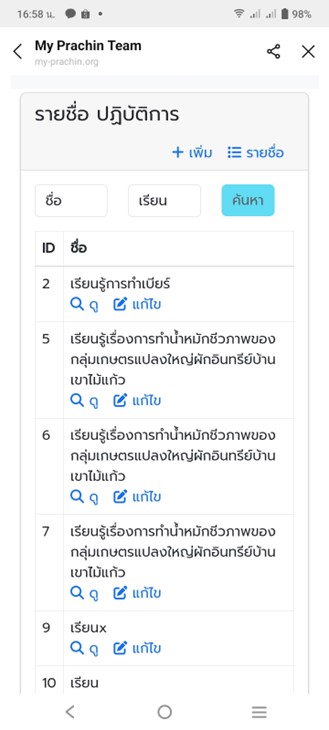 16:58 น.
98%
My Prachin Team
my-prachin.org
รายชื่อ ปฏิบัติการ
+ เพิ่ม รายชื่อ
ชื่อ เรียน ค้นหา
ID ชื่อ
2 เรียนรู้การทำเบียร์
ดู แก้ไข
5 เรียนรู้เรื่องการทำน้ำหมักชีวภาพของ
กลุ่มเกษตรแปลงใหญ่ผักอินทรีย์บ้าน
เขาไม้แก้ว
ดู แก้ไข
6 เรียนรู้เรื่องการทำน้ำหมักชีวภาพของ
กลุ่มเกษตรแปลงใหญ่ผักอินทรีย์บ้าน
เขาไม้แก้ว
ดู แก้ไข
7 เรียนรู้เรื่องการทำน้ำหมักชีวภาพของ
กลุ่มเกษตรแปลงใหญ่ผักอินทรีย์บ้าน
เขาไม้แก้ว
ดู แก้ไข
9 เรียนx
ดู แก้ไข
10 เรียน